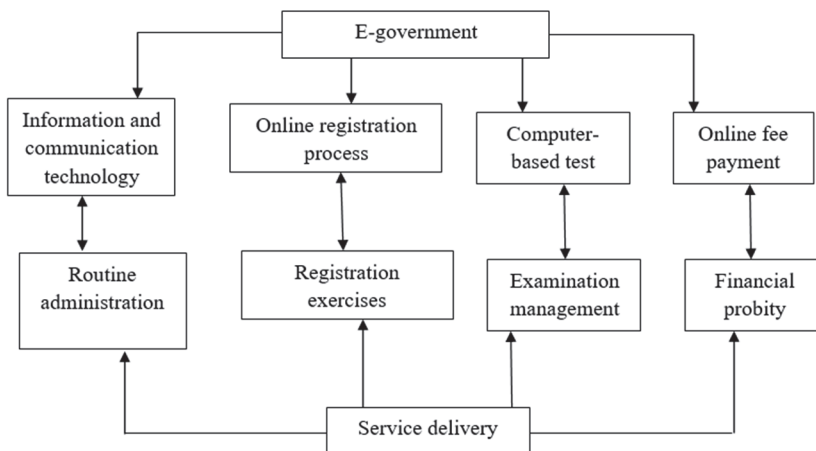 E-government
Information and
communication
technology
Online registration
process
Computer-
based test
Online fee
payment
Routine
administration
Registration
exercises
Examination
management
Financial
probity
Service delivery